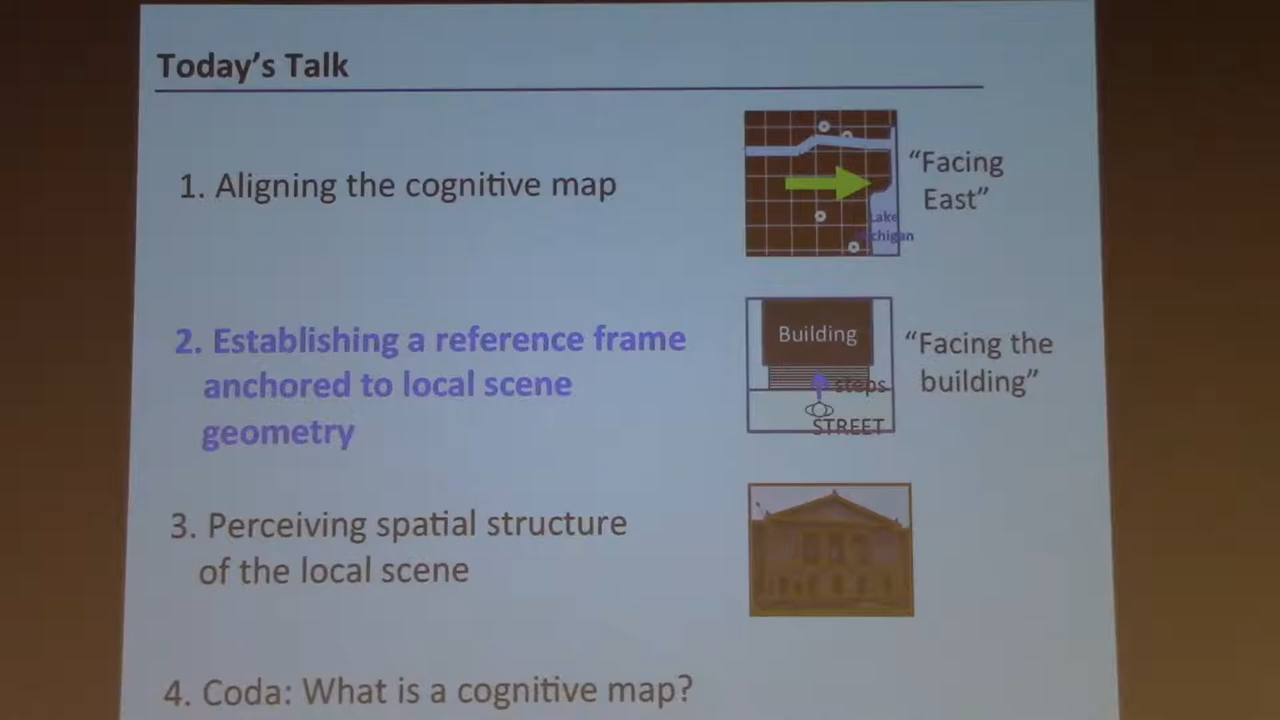 Today's Talk
1. Aligning the cognitive map
"Facing
East"
Lake
chigan
2. Establishing a reference frame
anchored to local scene
geometry
Building
steps
STREET
"Facing the
building"
3. Perceiving spatial structure
of the local scene
4. Coda: What is a cognitive map?